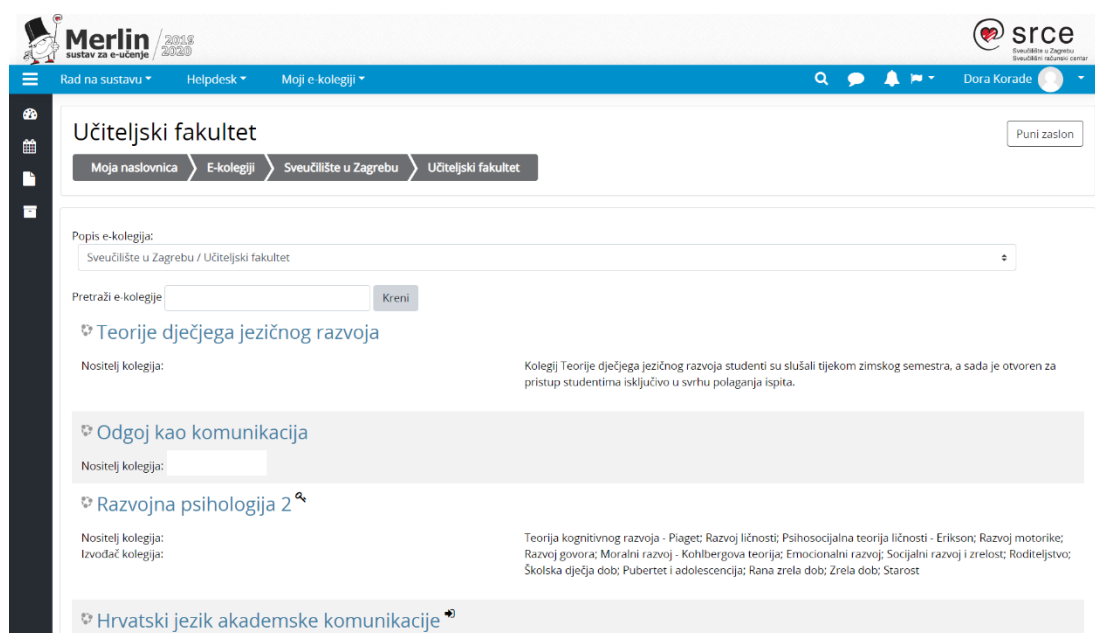 Merlin 2019 2020
sustav za e-učenje
srce
Sveučilište u Zagrebu
Sveučilišni računski centar
Rad na sustavu Helpdesk Moji e-kolegiji Dora Korade
Učiteljski fakultet
Puni zaslon
Moja naslovnica E-kolegiji Sveučilište u Zagrebu Učiteljski fakultet
Popis e-kolegija:
Sveučilište u Zagrebu / Učiteljski fakultet
Pretraži e-kolegije Kreni
Teorije dječjega jezičnog razvoja
Nositelj kolegija:
Kolegij Teorije dječjega jezičnog razvoja studenti su slušali tijekom zimskog semestra, a sada je otvoren za
pristup studentima isključivo u svrhu polaganja ispita.
Odgoj kao komunikacija
Nositelj kolegija:
Razvojna psihologija 2
Nositelj kolegija:
Izvođač kolegija:
Teorija kognitivnog razvoja - Piaget; Razvoj ličnosti; Psihosocijalna teorija ličnosti - Erikson; Razvoj motorike;
Razvoj govora; Moralni razvoj - Kohlbergova teorija; Emocionalni razvoj; Socijalni razvoj i zrelost; Roditeljstvo;
Školska dječja dob; Pubertet i adolescencija; Rana zrela dob; Zrela dob; Starost
Hrvatski jezik akademske komunikacije